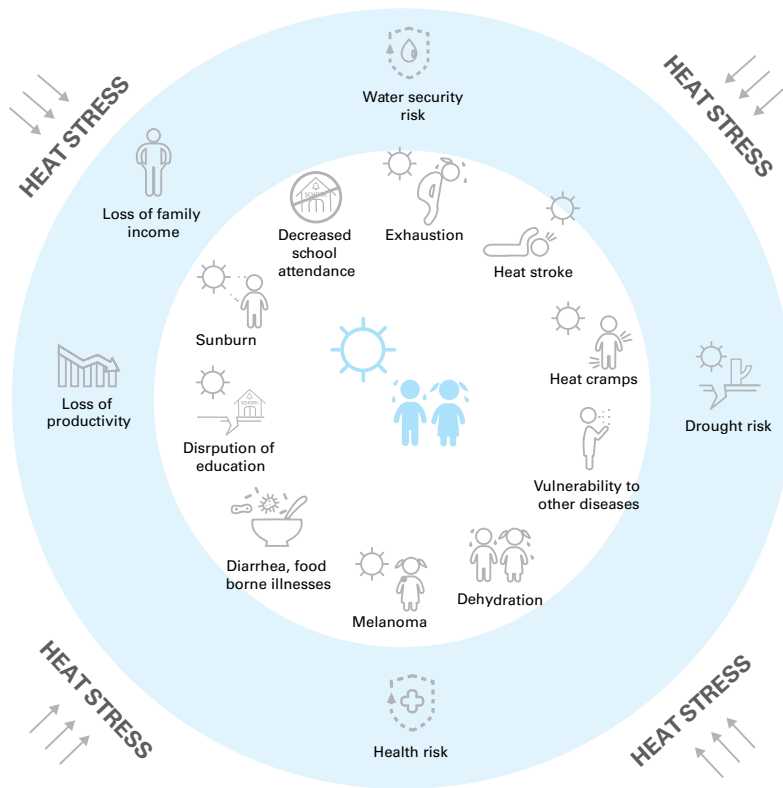 HEAT STRESS
HEAT STRESS
Water security
risk
Loss of family
income
SCHOOL
Decreased
school
attendance
Exhaustion
Heat stroke
Sunburn
Heat cramps
Loss of
productivity
SCHOOL
Disrpution of
education
Drought risk
Vulnerability to
other diseases
Diarrhea, food
borne illnesses
Melanoma
Dehydration
HEAT STRESS
HEAT STRESS
Health risk